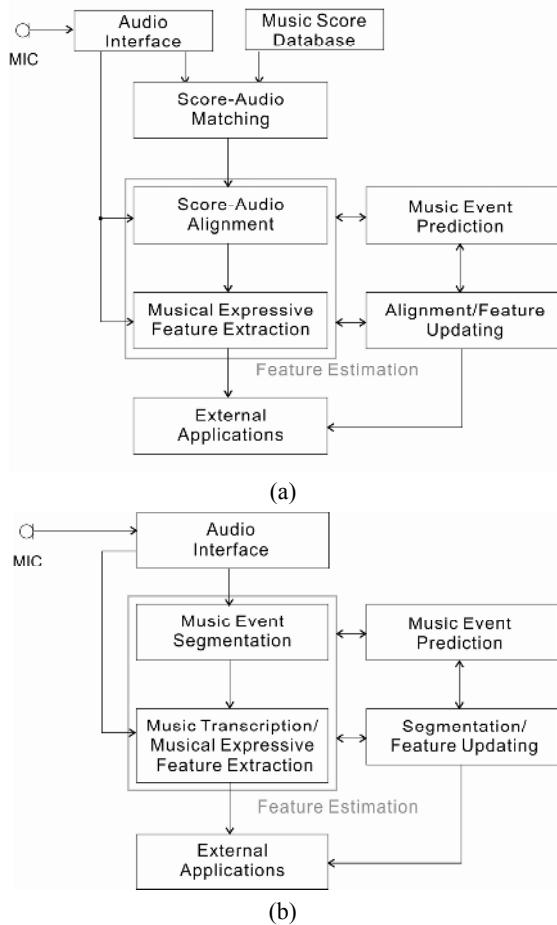 MIC
Audio
Interface
Music Score
Database
Score-Audio
Matching
Score-Audio
Alignment
Music Event
Prediction
Musical Expressive
Feature Extraction
Alignment/Feature
Updating
Feature Estimation
External
Applications
(a)
MIC
Audio
Interface
Music Event
Segmentation
Music Event
Prediction
Music Transcription/
Musical Expressive
Feature Extraction
Segmentation/
Feature Updating
Feature Estimation
External
Applications
(b)